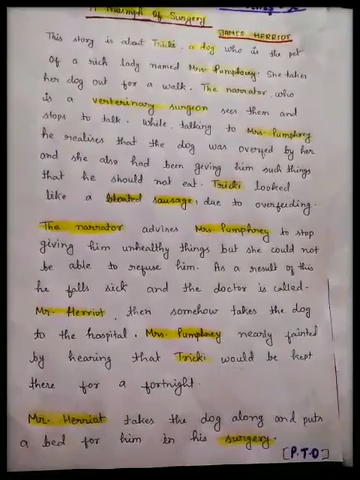 A Triumph Of Surgery
JAMES HERRIOT
This story is about Tricki, a dog who is the pet
of a rich lady named Mrs. Pumphrey. She takes
her dog out for a walk. The narrator, who
is a verterinary surgeon sees them and
stops to talk. While talking to Mrs. Pumphrey
he realises that the dog was overfed by her
and she also had been giving him such things
that he should not eat. Tricki looked
like a bloated sausage, due to overfeeding.
The narrator advises Mrs. Pumphrey to stop
giving him unhealthy things but she could not
be able to refuse him. As a result of this
he falls sick and the doctor is called.
Mr. Herriot, then somehow takes the dog
to the hospital. Mrs. Pumphrey nearly fainted
by hearing that Tricki would be kept
there for a fortnight.
Mr. Herriot takes the dog along and puts
a bed for him in his surgery.
[P.T.O]